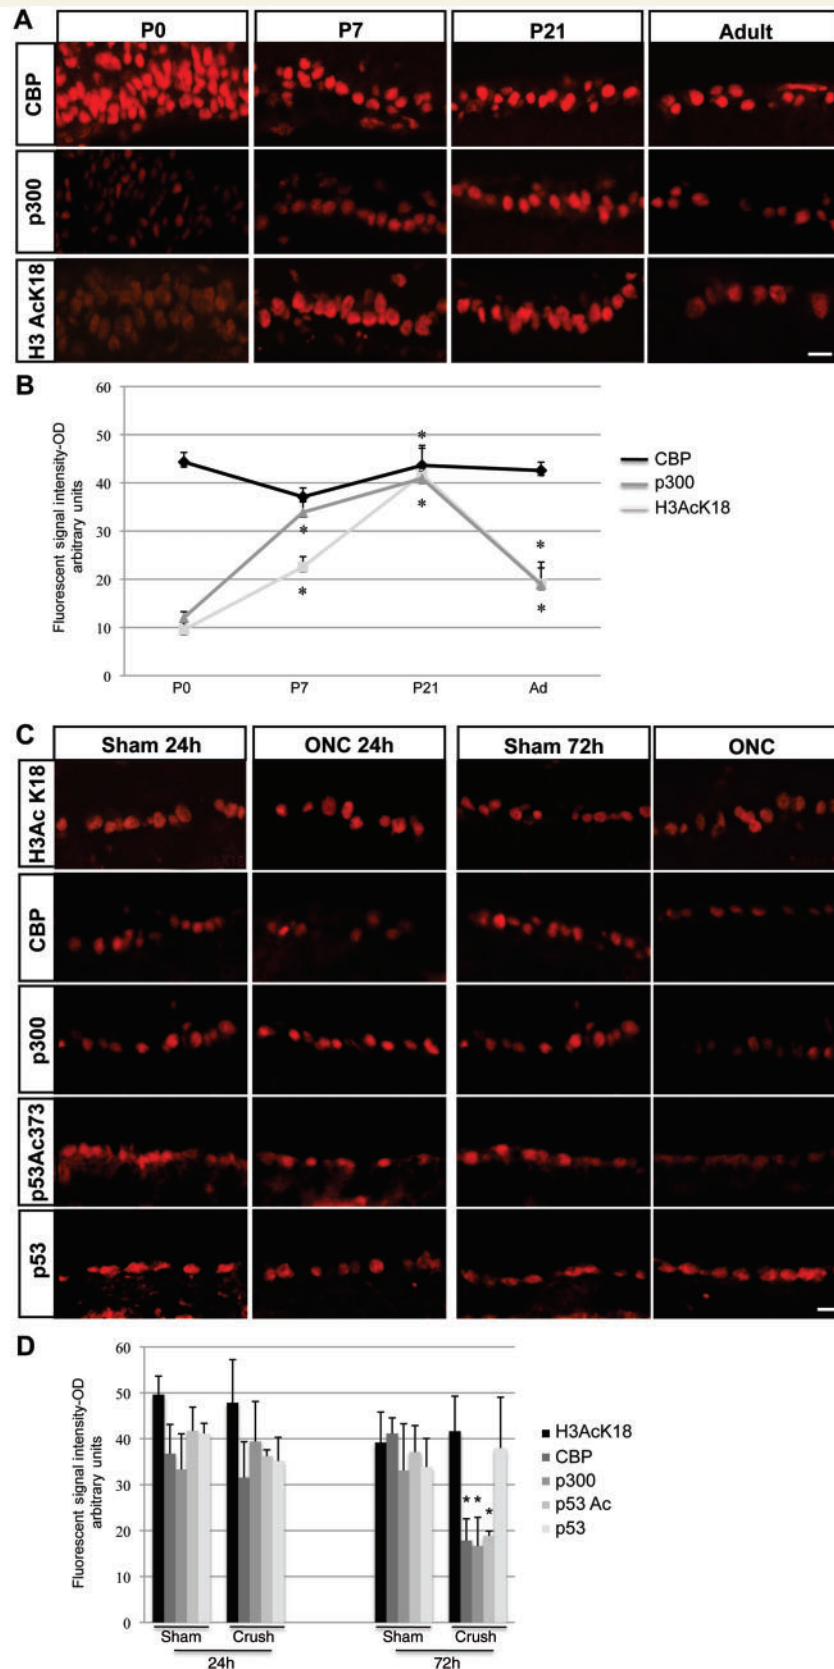 A
P0 P7 P21 Adult
CBP
p300
H3 AcK18
B
60
50
40
30
20
10
0
Fluorescent signal intensity-OD
arbitrary units
* * * * * *
P0 P7 P21 Ad
CBP
p300
H3AcK18
C
Sham 24h ONC 24h Sham 72h ONC
H3Ac K18
CBP
p300
p53Ac373
p53
D
60
50
40
30
20
10
0
Fluorescent signal intensity-OD
arbitrary units
* * *
Sham Crush Sham Crush
24h 72h
H3AcK18
CBP
p300
p53 Ac
p53